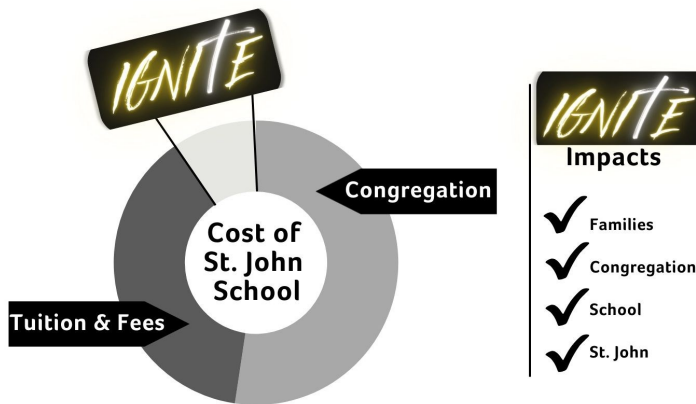 IGNITE
Congregation
Cost of
St. John
School
Tuition & Fees
IGNITE
Impacts
Families
Congregation
School
St. John